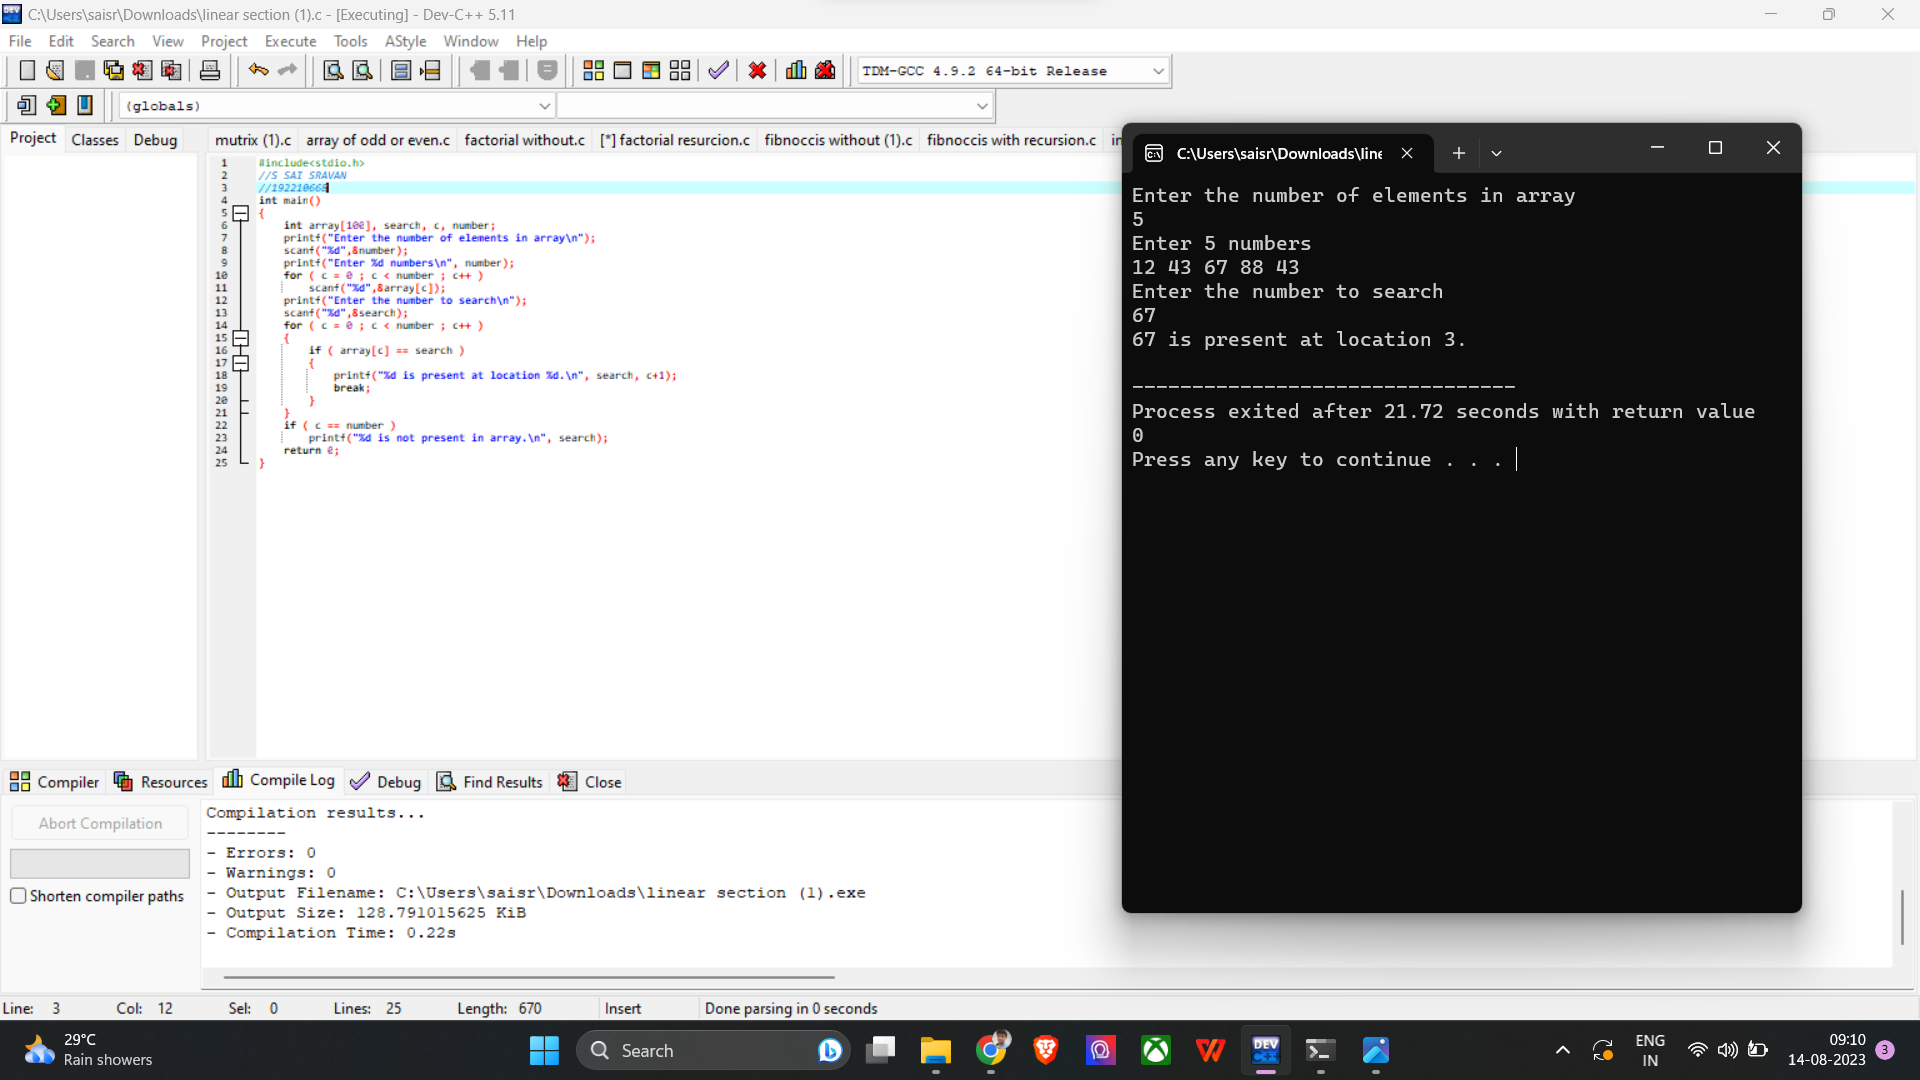 C:\Users\saisr\Downloads\linear section (1).c - [Executing] - Dev-C++ 5.11
File Edit Search View Project Execute Tools AStyle Window Help
TDM-GCC 4.9.2 64-bit Release
(globals)
Project Classes Debug
mutrix (1).c array of odd or even.c factorial without.c [*] factorial resurcion.c fibnoccis without (1).c fibnoccis with recursion.c in
1 #include<stdio.h>
2 //S SAI SRAVAN
3 //192210668
4 int main()
5 {
6 int array[100], search, c, number;
7 printf("Enter the number of elements in array\n");
8 scanf("%d",&number);
9 printf("Enter %d numbers\n", number);
10 for ( c = 0 ; c < number ; c++ )
11 scanf("%d",&array[c]);
12 printf("Enter the number to search\n");
13 scanf("%d",&search);
14 for ( c = 0 ; c < number ; c++ )
15 {
16 if ( array[c] == search )
17 {
18 printf("%d is present at location %d.\n", search, c+1);
19 break;
20 }
21 }
22 if ( c == number )
23 printf("%d is not present in array.\n", search);
24 return 0;
25 }
C:\Users\saisr\Downloads\line
Enter the number of elements in array
5
Enter 5 numbers
12 43 67 88 43
Enter the number to search
67
67 is present at location 3.
--------------------------------
Process exited after 21.72 seconds with return value
0
Press any key to continue . . .
Compiler Resources Compile Log Debug Find Results Close
Abort Compilation
Shorten compiler paths
Compilation results...
--------
- Errors: 0
- Warnings: 0
- Output Filename: C:\Users\saisr\Downloads\linear section (1).exe
- Output Size: 128.791015625 KiB
- Compilation Time: 0.22s
Line: 3 Col: 12 Sel: 0 Lines: 25 Length: 670 Insert Done parsing in 0 seconds
29°C
Rain showers
Search
DEV
C++
ENG
IN
09:10
14-08-2023
3